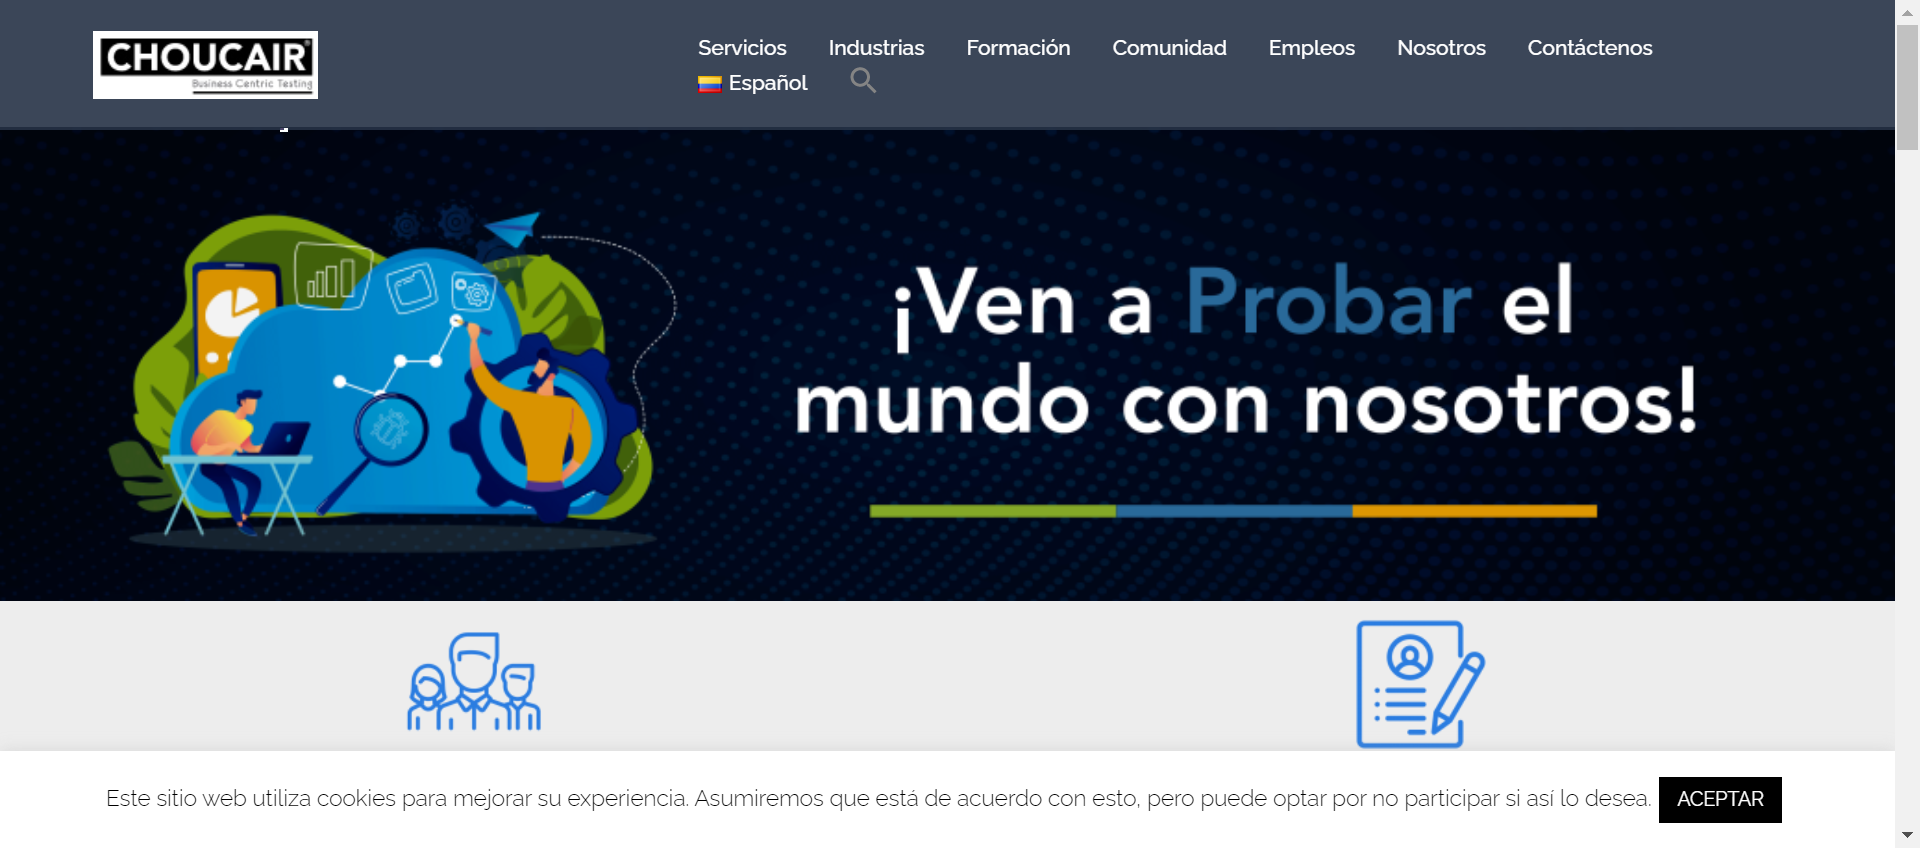 CHOUCAIR®
Business Centric Testing
Servicios Industrias Formación Comunidad Empleos Nosotros Contáctenos
Español
¡Ven a Probar el
mundo con nosotros!
Este sitio web utiliza cookies para mejorar su experiencia. Asumiremos que está de acuerdo con esto, pero puede optar por no participar si así lo desea. ACEPTAR